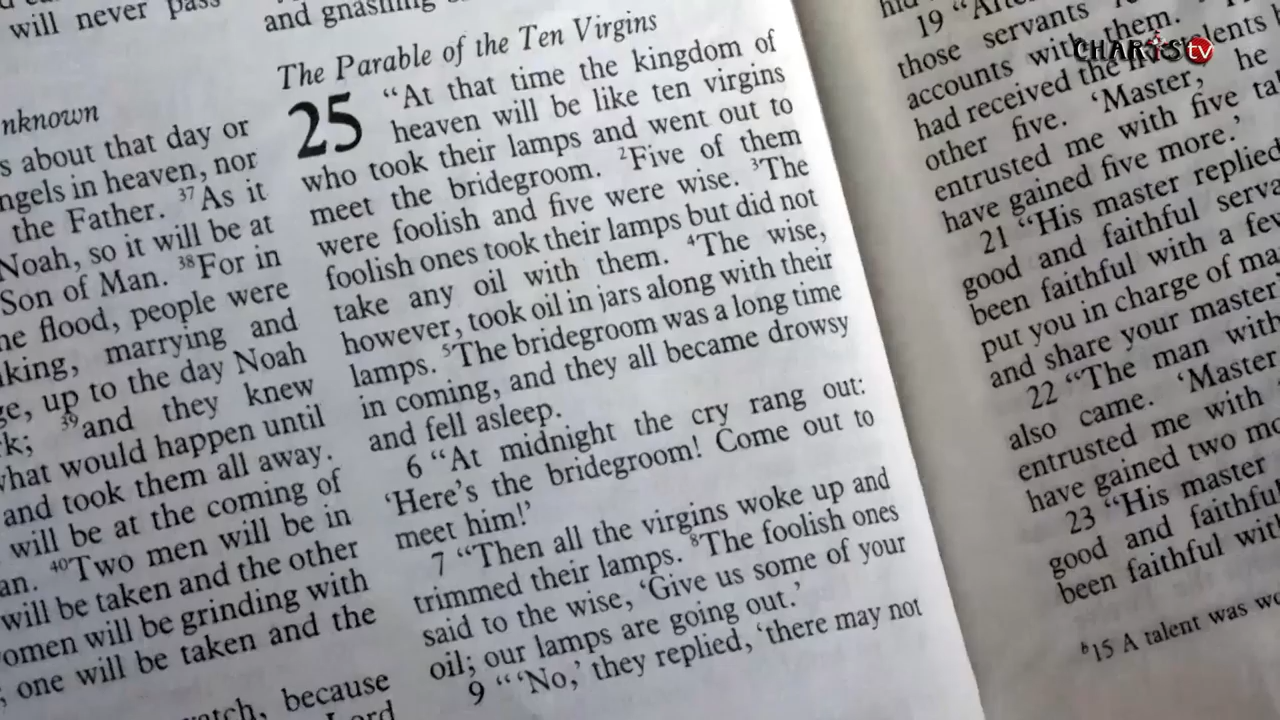 will never pass
nknown
s about that day or
ngels in heaven, nor
the Father. 37As it
Noah, so it will be at
Son of Man. 38For in
ne flood, people were
king, marrying and
ge, up to the day Noah
k; 39and they knew
what would happen until
and took them all away.
will be at the coming of
an. 40Two men will be in
will be taken and the other
omen will be grinding with
; one will be taken and the
because
and gnashing
The Parable of the Ten Virgins
25 “At that time the kingdom of
heaven will be like ten virgins
who took their lamps and went out to
meet the bridegroom. 2Five of them
were foolish and five were wise. 3The
foolish ones took their lamps but did not
take any oil with them. 4The wise,
however, took oil in jars along with their
lamps. 5The bridegroom was a long time
in coming, and they all became drowsy
and fell asleep.
6 “At midnight the cry rang out:
‘Here’s the bridegroom! Come out to
meet him!’
7 “Then all the virgins woke up and
trimmed their lamps. 8The foolish ones
said to the wise, ‘Give us some of your
oil; our lamps are going out.’
9 “ ‘No,’ they replied, ‘there may not
19 “After
those servants
accounts with them.
had received the
other five. ‘Master,’ he
entrusted me with five tal
have gained five more.’
21 “His master replied
good and faithful serva
been faithful with a few
put you in charge of ma
and share your master
22 “The man with
also came. ‘Master
entrusted me with
have gained two mo
23 “His master
good and faithful
been faithful with
b15 A talent was wo
CHARIS tv